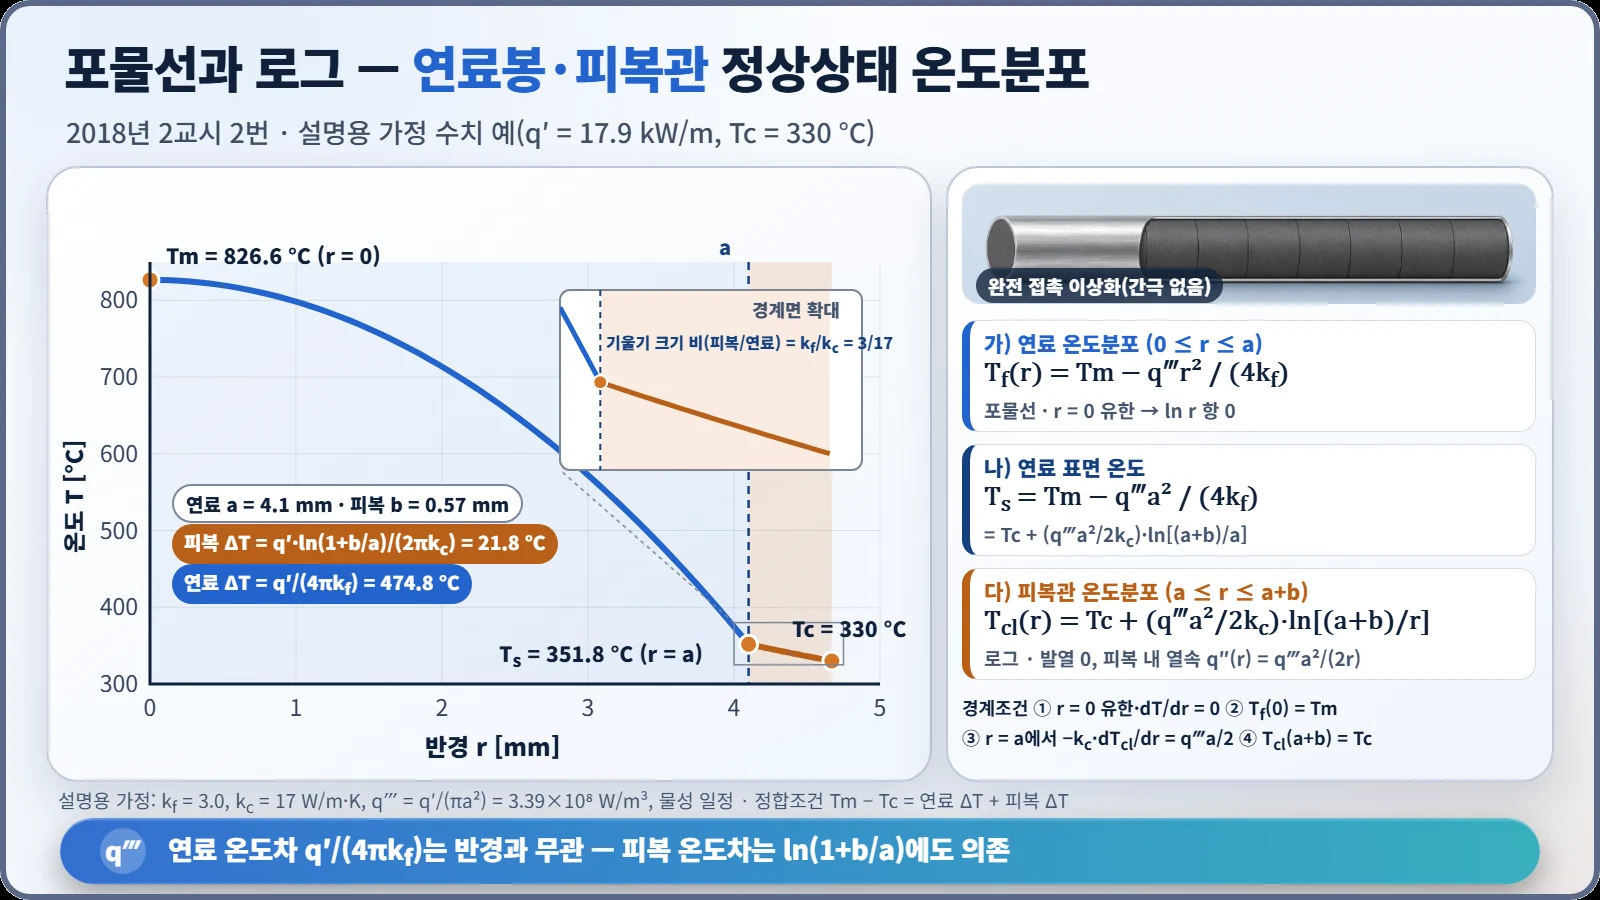 포물선과 로그 — 연료봉·피복관 정상상태 온도분포
2018년 2교시 2번 · 설명용 가정 수치 예(q′ = 17.9 kW/m, Tc = 330 °C)
Tm = 826.6 °C (r = 0)
a
경계면 확대
기울기 크기 비(피복/연료) = kf/kc = 3/17
800
700
600
500
400
300
온도 T [°C]
연료 a = 4.1 mm · 피복 b = 0.57 mm
피복 ΔT = q′·ln(1+b/a)/(2πkc) = 21.8 °C
연료 ΔT = q′/(4πkf) = 474.8 °C
Tc = 330 °C
Ts = 351.8 °C (r = a)
0 1 2 3 4 5
반경 r [mm]
완전 접촉 이상화(간극 없음)
가) 연료 온도분포 (0 ≤ r ≤ a)
Tf(r) = Tm − q‴r² / (4kf)
포물선 · r = 0 유한 → ln r 항 0
나) 연료 표면 온도
Ts = Tm − q‴a² / (4kf)
= Tc + (q‴a²/2kc)·ln[(a+b)/a]
다) 피복관 온도분포 (a ≤ r ≤ a+b)
Tcl(r) = Tc + (q‴a²/2kc)·ln[(a+b)/r]
로그 · 발열 0, 피복 내 열속 q″(r) = q‴a²/(2r)
경계조건 ① r = 0 유한·dT/dr = 0 ② Tf(0) = Tm
③ r = a에서 −kc·dTcl/dr = q‴a/2 ④ Tcl(a+b) = Tc
설명용 가정: kf = 3.0, kc = 17 W/m·K, q‴ = q′/(πa²) = 3.39×10⁸ W/m³, 물성 일정 · 정합조건 Tm − Tc = 연료 ΔT + 피복 ΔT
q‴ 연료 온도차 q′/(4πkf)는 반경과 무관 — 피복 온도차는 ln(1+b/a)에도 의존